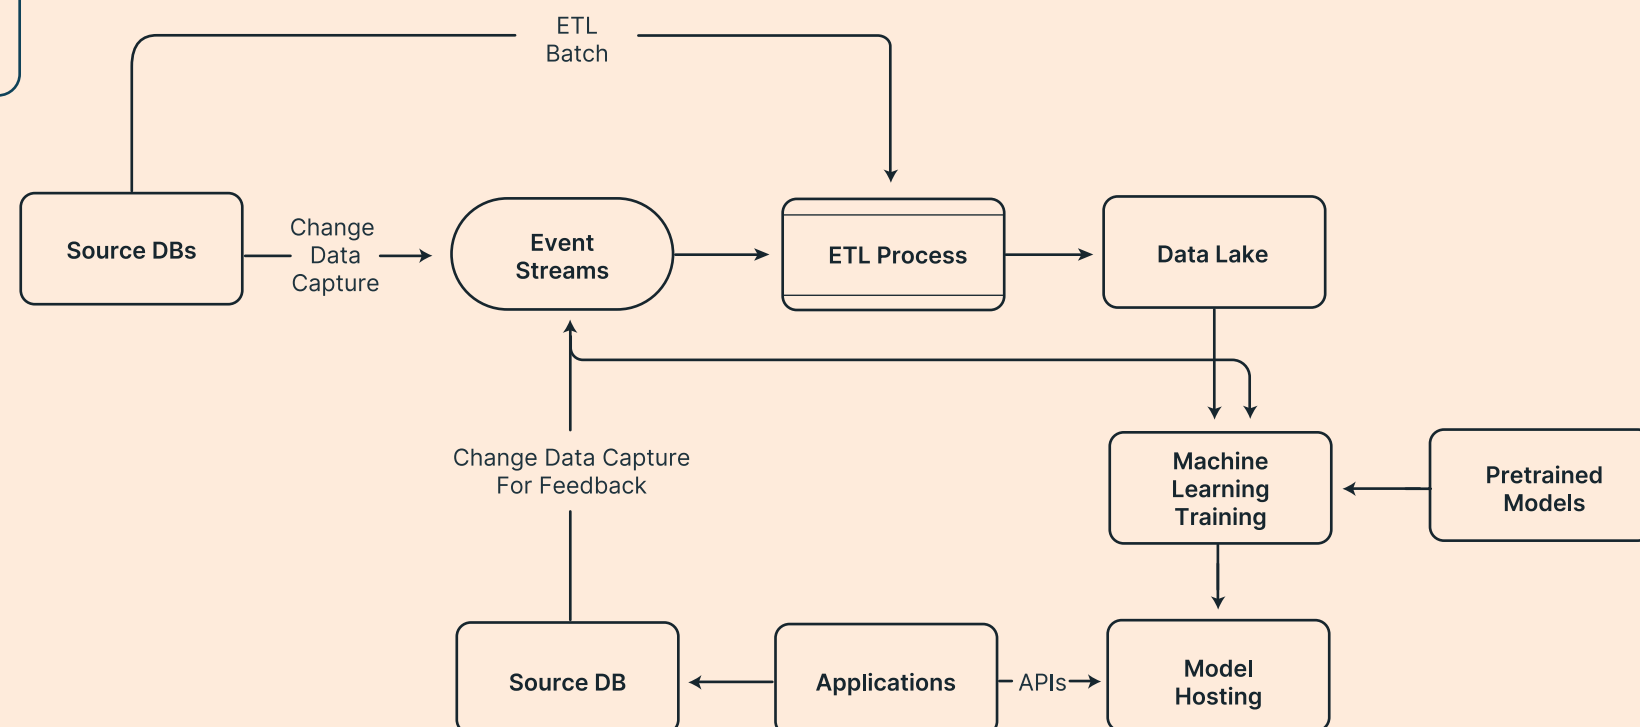 ETL
Batch
Source DBs
Change
Data
Capture
Event
Streams
ETL Process
Data Lake
Change Data Capture
For Feedback
Machine
Learning
Training
Pretrained
Models
Source DB
Applications
APIs
Model
Hosting